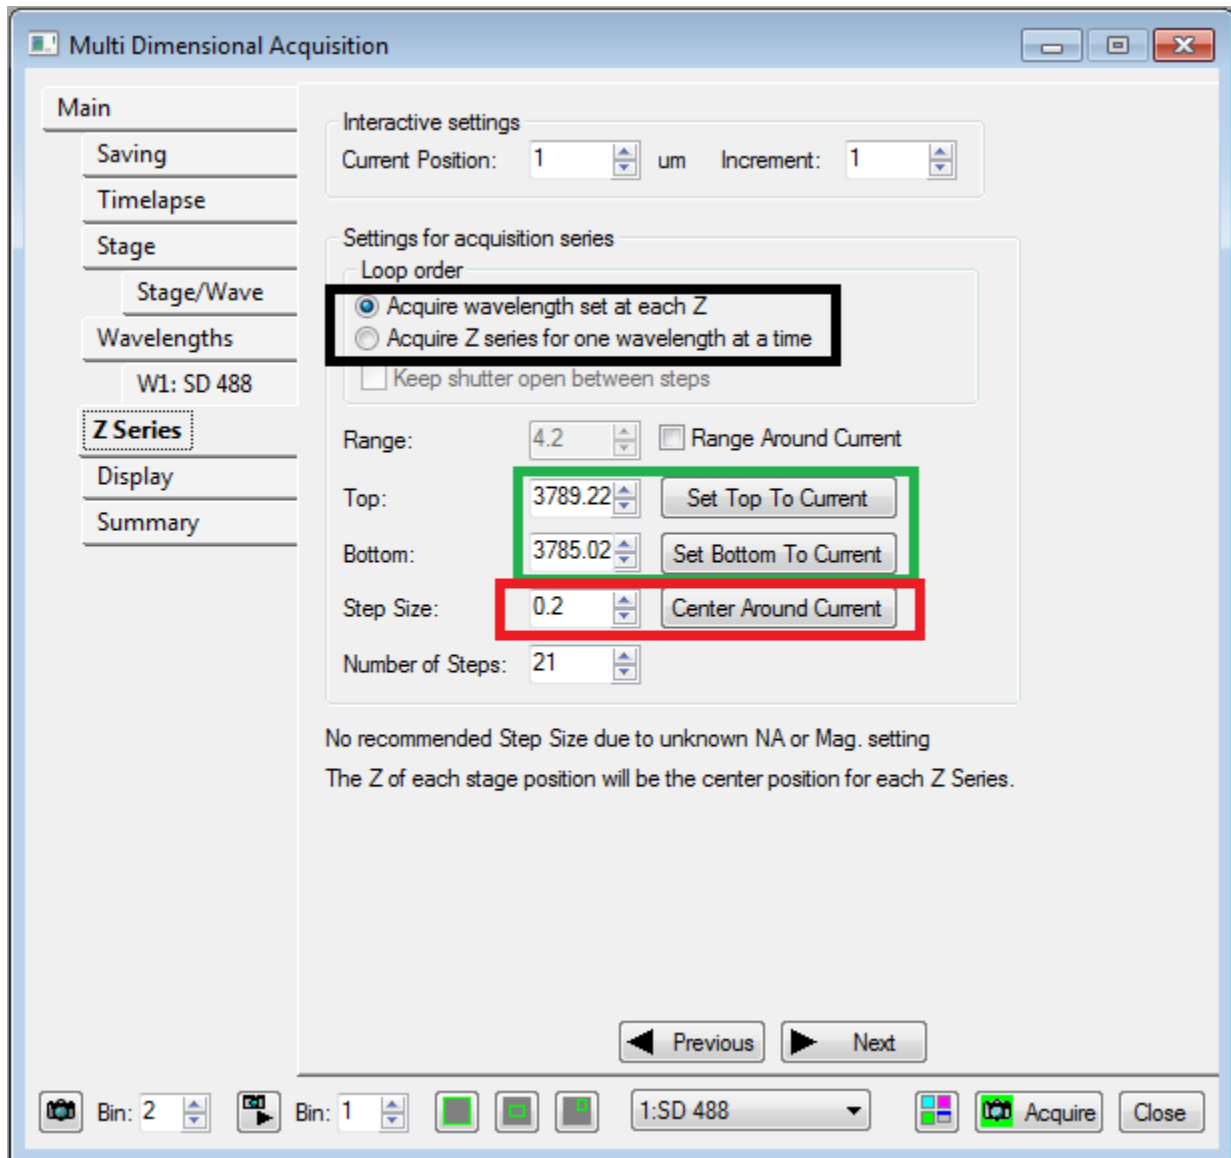 Multi Dimensional Acquisition
Main
Saving
Timelapse
Stage
Stage/Wave
Wavelengths
W1: SD 488
Z Series
Display
Summary
Interactive settings
Current Position: 1 um Increment: 1
Settings for acquisition series
Loop order
Acquire wavelength set at each Z
Acquire Z series for one wavelength at a time
Keep shutter open between steps
Range: 4.2 Range Around Current
Top: 3789.22 Set Top To Current
Bottom: 3785.02 Set Bottom To Current
Step Size: 0.2 Center Around Current
Number of Steps: 21
No recommended Step Size due to unknown NA or Mag. setting
The Z of each stage position will be the center position for each Z Series.
Previous Next
Bin: 2 Bin: 1 1:SD 488 Acquire Close